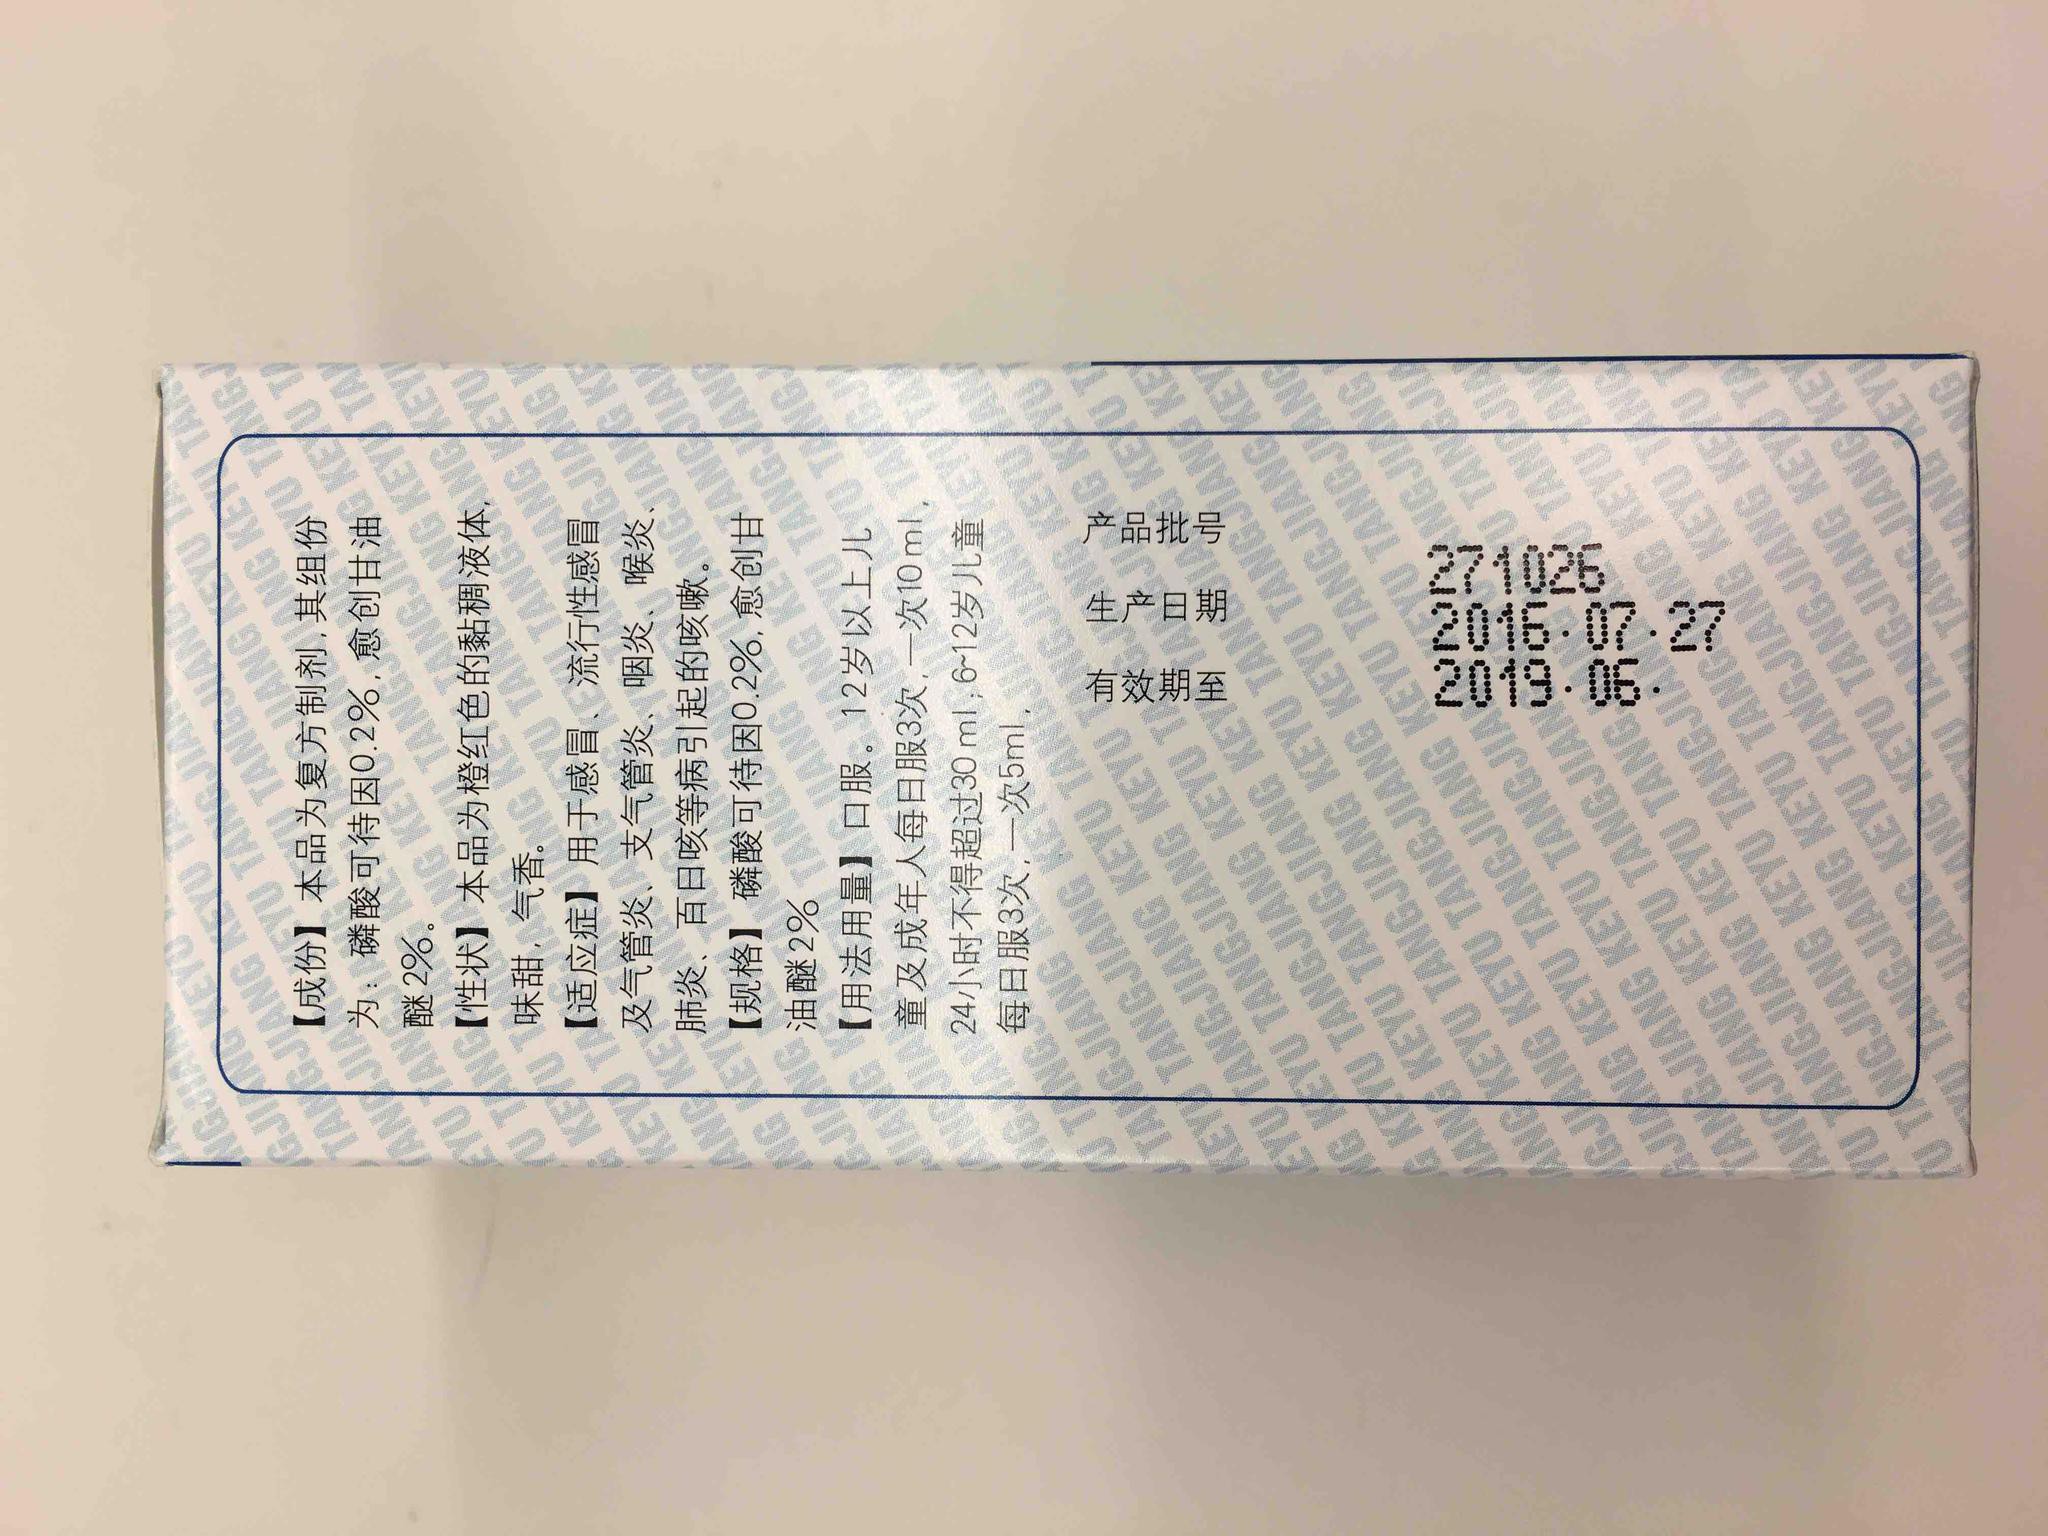 【成份】本品为复方制剂,其组份
为:磷酸可待因0.2%,愈创甘油
醚2%。
【性状】本品为橙红色的黏稠液体,
味甜,气香。
【适应症】用于感冒、流行性感冒
及气管炎、支气管炎、咽炎、喉炎、
肺炎、百日咳等病引起的咳嗽。
【规格】磷酸可待因0.2%,愈创甘
油醚2%
【用法用量】口服。12岁以上儿
童及成年人每日服3次,一次10ml,
24小时不得超过30ml;6~12岁儿童
每日服3次,一次5ml,
产品批号
生产日期
有效期至
271026
2016.07.27
2019.06.
TANGJIANG KEYU